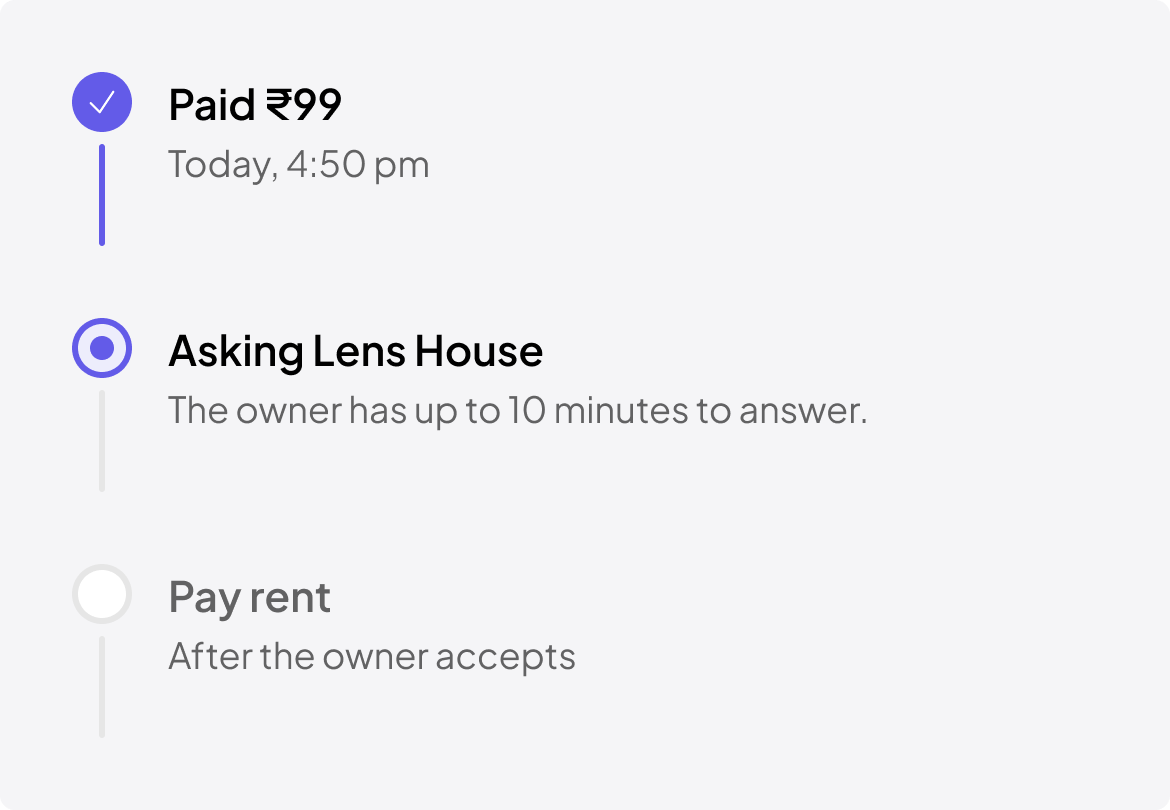 Paid ₹99
Today, 4:50 pm
Asking Lens House
The owner has up to 10 minutes to answer.
Pay rent
After the owner accepts